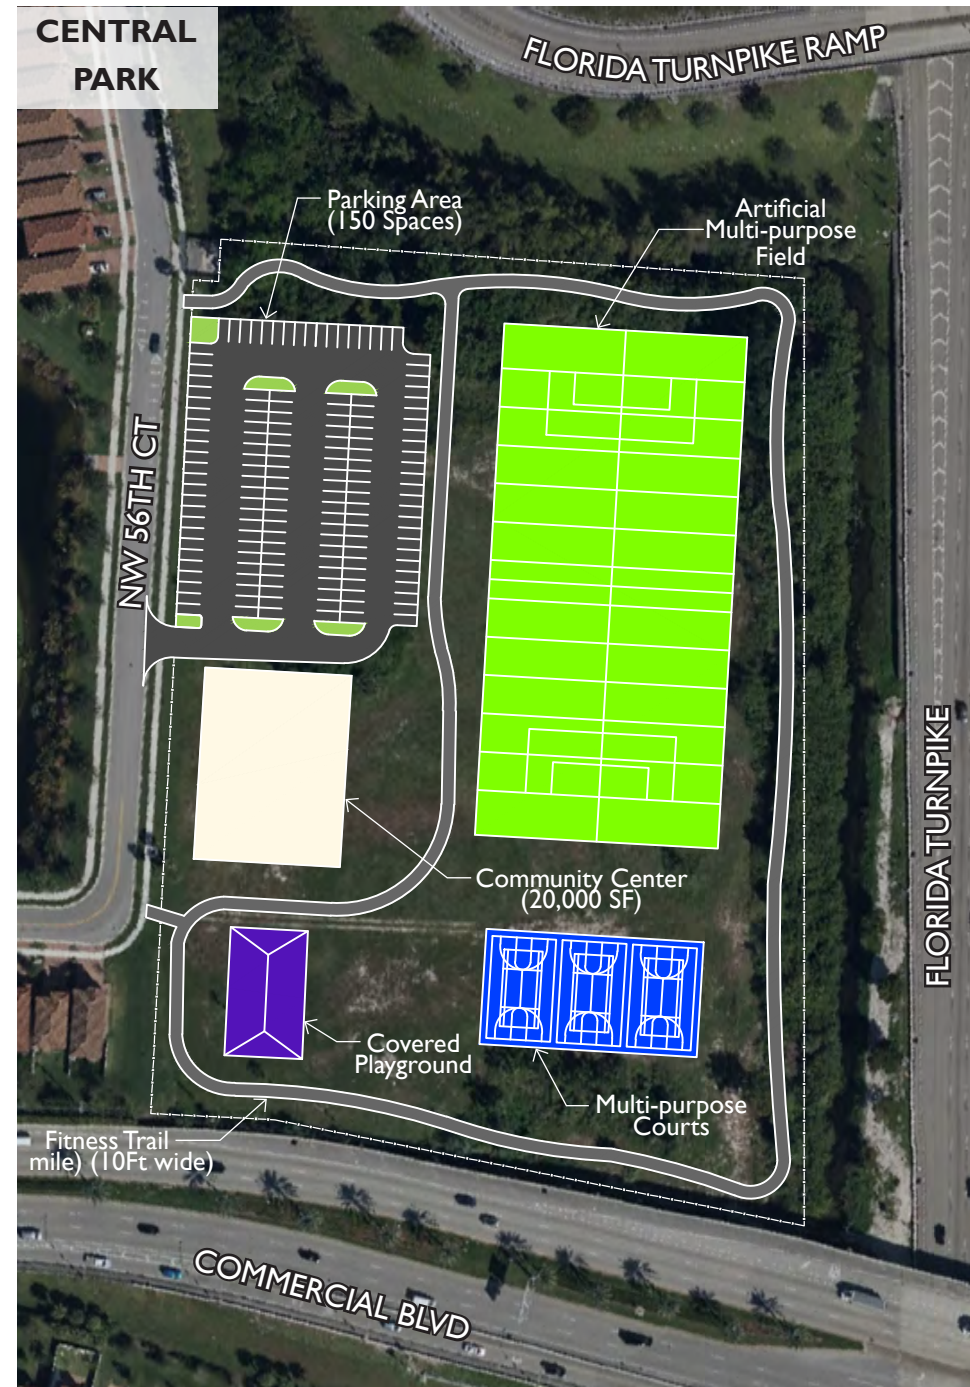 CENTRAL
PARK
FLORIDA TURNPIKE RAMP
Parking Area
(150 Spaces)
Artificial
Multi-purpose
Field
NW 56TH CT
FLORIDA TURNPIKE
Community Center
(20,000 SF)
Covered
Playground
Multi-purpose
Courts
Fitness Trail
mile) (10Ft wide)
COMMERCIAL BLVD